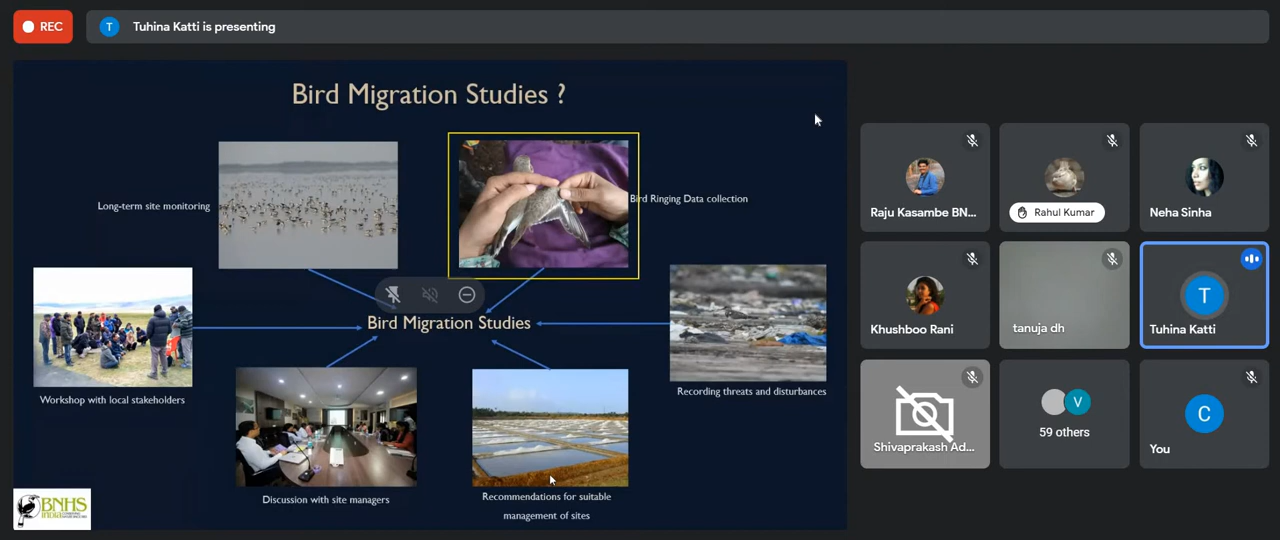 REC
T
Tuhina Katti is presenting
Bird Migration Studies ?
Long-term site monitoring
Bird Ringing Data collection
Bird Migration Studies
Workshop with local stakeholders
Recording threats and disturbances
Discussion with site managers
Recommendations for suitable
management of sites
BNHS
india
Raju Kasambe BN...
Rahul Kumar
Neha Sinha
Khushboo Rani
tanuja dh
T
Tuhina Katti
Shivaprakash Ad...
V
59 others
C
You